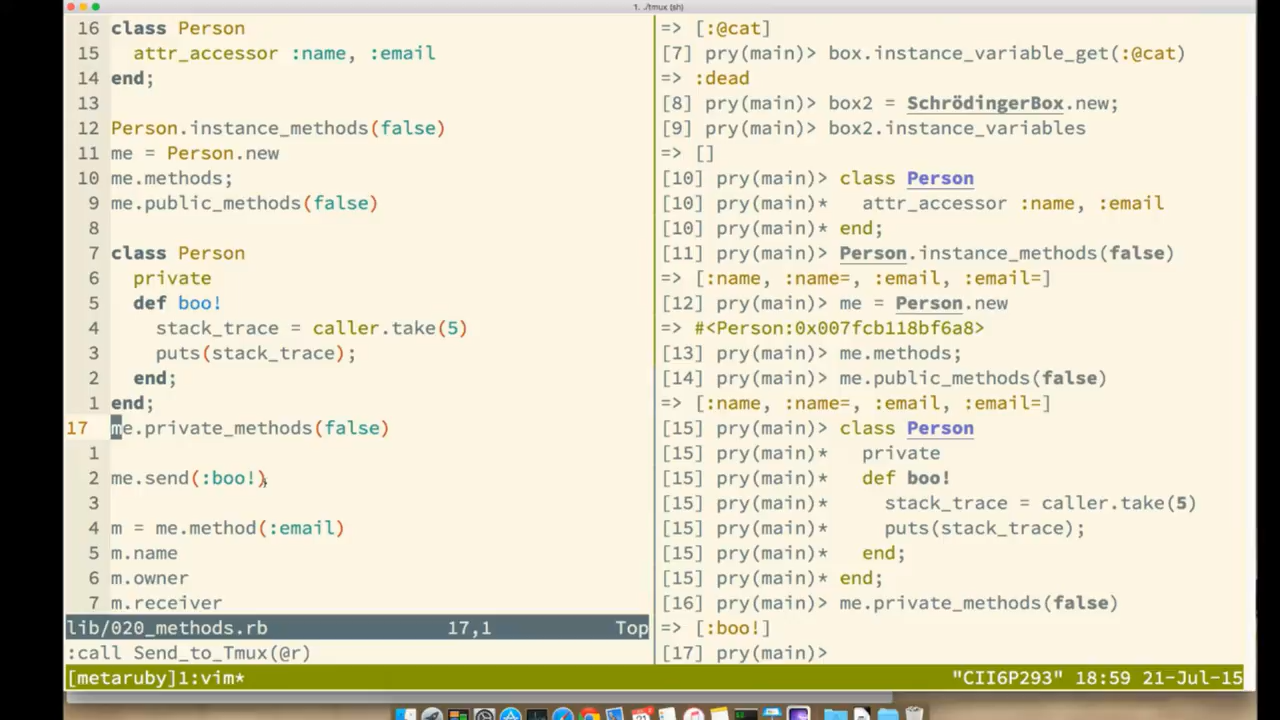 1. ./tmux (sh)
16 class Person
15 attr_accessor :name, :email
14 end;
13
12 Person.instance_methods(false)
11 me = Person.new
10 me.methods;
9 me.public_methods(false)
8
7 class Person
6 private
5 def boo!
4 stack_trace = caller.take(5)
3 puts(stack_trace);
2 end;
1 end;
17 me.private_methods(false)
1
2 me.send(:boo!)
3
4 m = me.method(:email)
5 m.name
6 m.owner
7 m.receiver
lib/020_methods.rb 17,1 Top
:call Send_to_Tmux(@r)
=> [:@cat]
[7] pry(main)> box.instance_variable_get(:@cat)
=> :dead
[8] pry(main)> box2 = SchrödingerBox.new;
[9] pry(main)> box2.instance_variables
=> []
[10] pry(main)> class Person
[10] pry(main)* attr_accessor :name, :email
[10] pry(main)* end;
[11] pry(main)> Person.instance_methods(false)
=> [:name, :name=, :email, :email=]
[12] pry(main)> me = Person.new
=> #<Person:0x007fcb118bf6a8>
[13] pry(main)> me.methods;
[14] pry(main)> me.public_methods(false)
=> [:name, :name=, :email, :email=]
[15] pry(main)> class Person
[15] pry(main)* private
[15] pry(main)* def boo!
[15] pry(main)* stack_trace = caller.take(5)
[15] pry(main)* puts(stack_trace);
[15] pry(main)* end;
[15] pry(main)* end;
[16] pry(main)> me.private_methods(false)
=> [:boo!]
[17] pry(main)>
[metaruby]1:vim* "CII6P293" 18:59 21-Jul-15